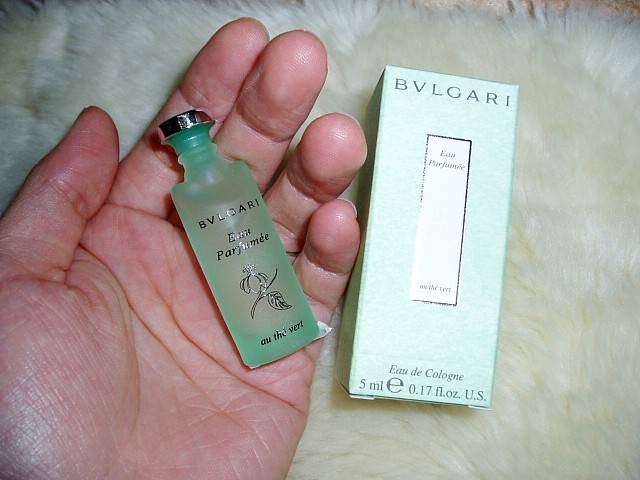 BVLGARI
Eau
Parfumée
au thé vert
BVLGARI
Eau
Parfumée
au thé vert
Eau de Cologne
5 ml ℮ 0.17 fl.oz. U.S.